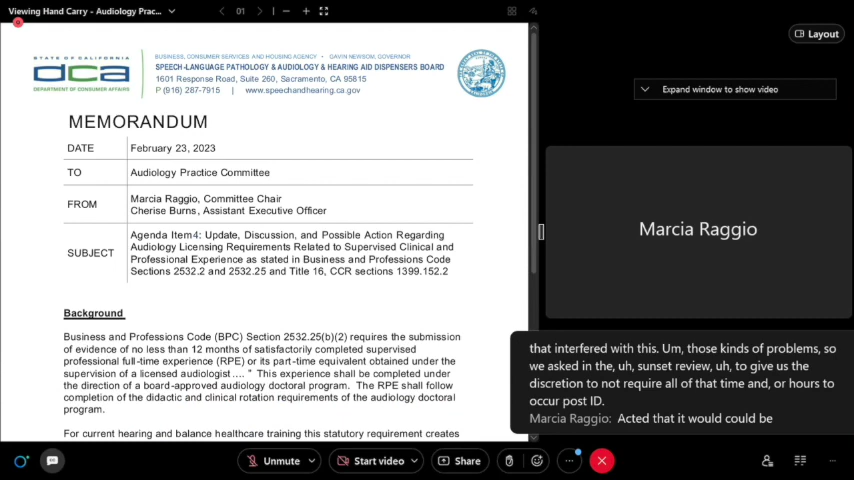 Viewing Hand Carry - Audiology Prac...
01
Layout
Expand window to show video
STATE OF CALIFORNIA
dca
DEPARTMENT OF CONSUMER AFFAIRS
BUSINESS, CONSUMER SERVICES AND HOUSING AGENCY • GAVIN NEWSOM, GOVERNOR
SPEECH-LANGUAGE PATHOLOGY & AUDIOLOGY & HEARING AID DISPENSERS BOARD
1601 Response Road, Suite 260, Sacramento, CA 95815
P (916) 287-7915 | www.speechandhearing.ca.gov
MEMORANDUM
DATE February 23, 2023
TO Audiology Practice Committee
FROM Marcia Raggio, Committee Chair
Cherise Burns, Assistant Executive Officer
SUBJECT Agenda Item4: Update, Discussion, and Possible Action Regarding
Audiology Licensing Requirements Related to Supervised Clinical and
Professional Experience as stated in Business and Professions Code
Sections 2532.2 and 2532.25 and Title 16, CCR sections 1399.152.2
Background
Business and Professions Code (BPC) Section 2532.25(b)(2) requires the submission
of evidence of no less than 12 months of satisfactorily completed supervised
professional full-time experience (RPE) or its part-time equivalent obtained under the
supervision of a licensed audiologist.... " This experience shall be completed under
the direction of a board-approved audiology doctoral program. The RPE shall follow
completion of the didactic and clinical rotation requirements of the audiology doctoral
program.
For current hearing and balance healthcare training this statutory requirement creates
Marcia Raggio
that interfered with this. Um, those kinds of problems, so
we asked in the, uh, sunset review, uh, to give us the
discretion to not require all of that time and, or hours to
occur post ID.
Marcia Raggio: Acted that it would could be
Unmute
Start video
Share